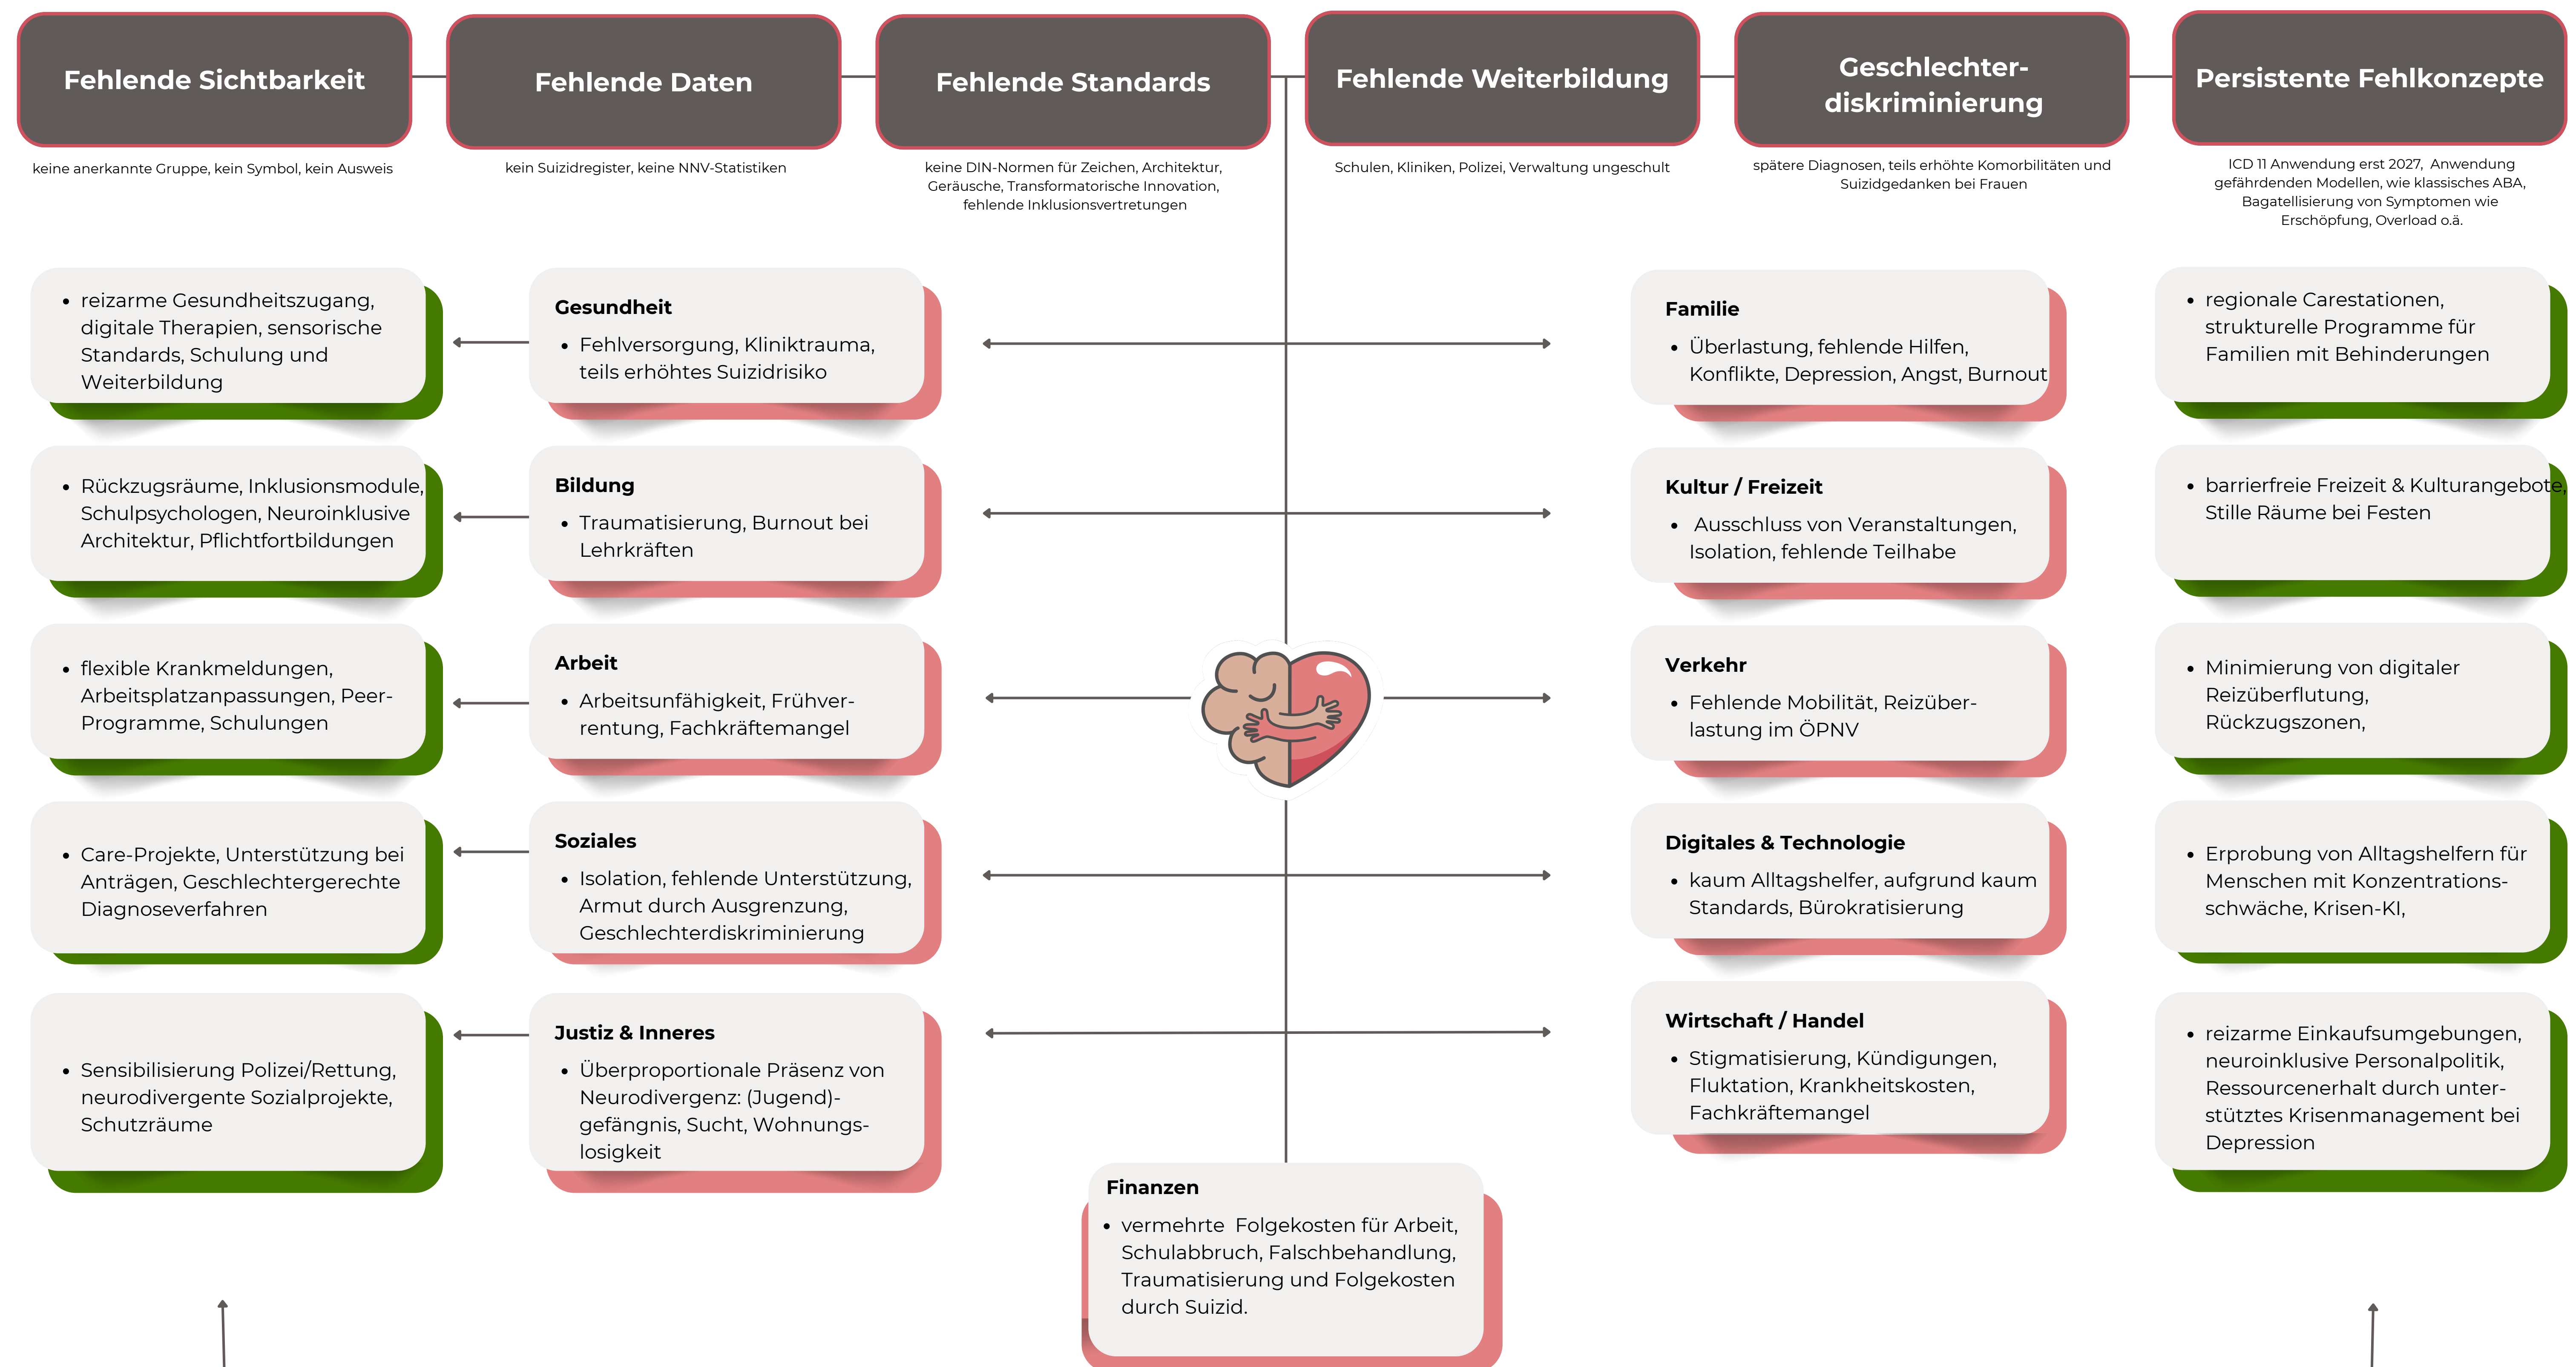 Fehlende Sichtbarkeit
keine anerkannte Gruppe, kein Symbol, kein Ausweis
Fehlende Daten
kein Suizidregister, keine NNV-Statistiken
Fehlende Standards
keine DIN-Normen für Zeichen, Architektur,
Geräusche, Transformatorische Innovation,
fehlende Inklusionsvertretungen
Fehlende Weiterbildung
Schulen, Kliniken, Polizei, Verwaltung ungeschult
Geschlechter-
diskriminierung
spätere Diagnosen, teils erhöhte Komorbilitäten und
Suizidgedanken bei Frauen
Persistente Fehlkonzepte
ICD 11 Anwendung erst 2027, Anwendung
gefährdenden Modellen, wie klassisches ABA,
Bagatellisierung von Symptomen wie
Erschöpfung, Overload o.ä.
• reizarme Gesundheitszugang,
digitale Therapien, sensorische
Standards, Schulung und
Weiterbildung
Gesundheit
• Fehlversorgung, Kliniktrauma,
teils erhöhtes Suizidrisiko
Familie
• Überlastung, fehlende Hilfen,
Konflikte, Depression, Angst, Burnout
• regionale Carestationen,
strukturelle Programme für
Familien mit Behinderungen
• Rückzugsräume, Inklusionsmodule,
Schulpsychologen, Neuroinklusive
Architektur, Pflichtfortbildungen
Bildung
• Traumatisierung, Burnout bei
Lehrkräften
Kultur / Freizeit
• Ausschluss von Veranstaltungen,
Isolation, fehlende Teilhabe
• barrierfreie Freizeit & Kulturangebote,
Stille Räume bei Festen
• flexible Krankmeldungen,
Arbeitsplatzanpassungen, Peer-
Programme, Schulungen
Arbeit
• Arbeitsunfähigkeit, Frühver-
rentung, Fachkräftemangel
Verkehr
• Fehlende Mobilität, Reizüber-
lastung im ÖPNV
• Minimierung von digitaler
Reizüberflutung,
Rückzugszonen,
• Care-Projekte, Unterstützung bei
Anträgen, Geschlechtergerechte
Diagnoseverfahren
Soziales
• Isolation, fehlende Unterstützung,
Armut durch Ausgrenzung,
Geschlechterdiskriminierung
Digitales & Technologie
• kaum Alltagshelfer, aufgrund kaum
Standards, Bürokratisierung
• Erprobung von Alltagshelfern für
Menschen mit Konzentrations-
schwäche, Krisen-KI,
• Sensibilisierung Polizei/Rettung,
neurodivergente Sozialprojekte,
Schutzräume
Justiz & Inneres
• Überproportionale Präsenz von
Neurodivergenz: (Jugend)-
gefängnis, Sucht, Wohnungs-
losigkeit
Wirtschaft / Handel
• Stigmatisierung, Kündigungen,
Fluktation, Krankheitskosten,
Fachkräftemangel
• reizarme Einkaufsumgebungen,
neuroinklusive Personalpolitik,
Ressourcenerhalt durch unter-
stütztes Krisenmanagement bei
Depression
Finanzen
• vermehrte Folgekosten für Arbeit,
Schulabbruch, Falschbehandlung,
Traumatisierung und Folgekosten
durch Suizid.